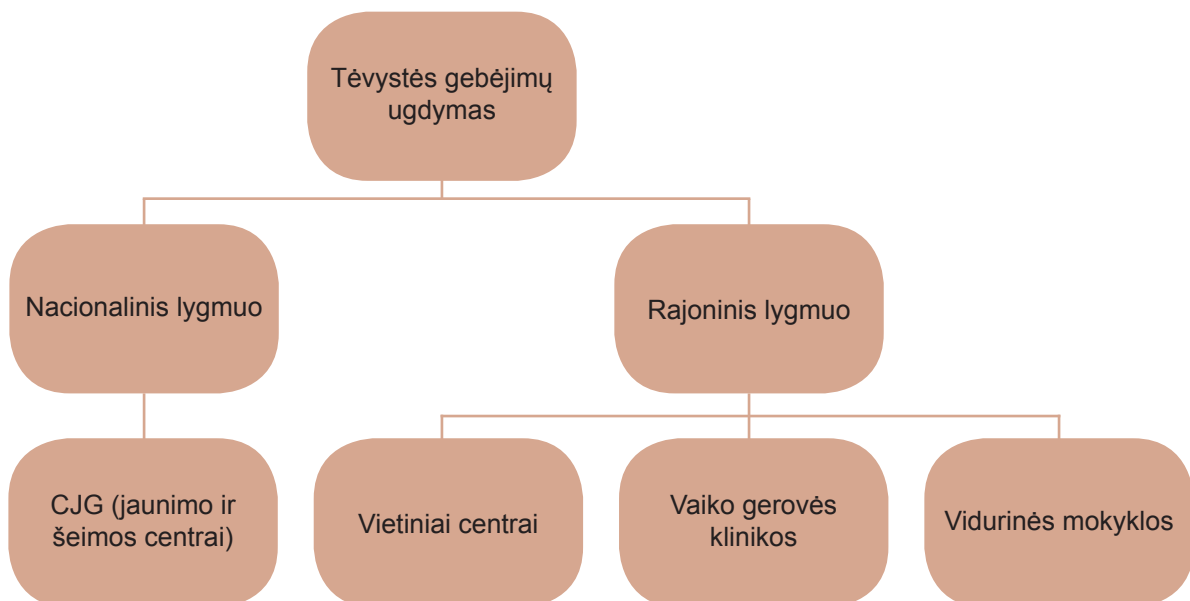 Tėvystės gebėjimų
ugdymas
Nacionalinis lygmuo
Rajoninis lygmuo
CJG (jaunimo ir
šeimos centrai)
Vietiniai centrai
Vaiko gerovės
klinikos
Vidurinės mokyklos